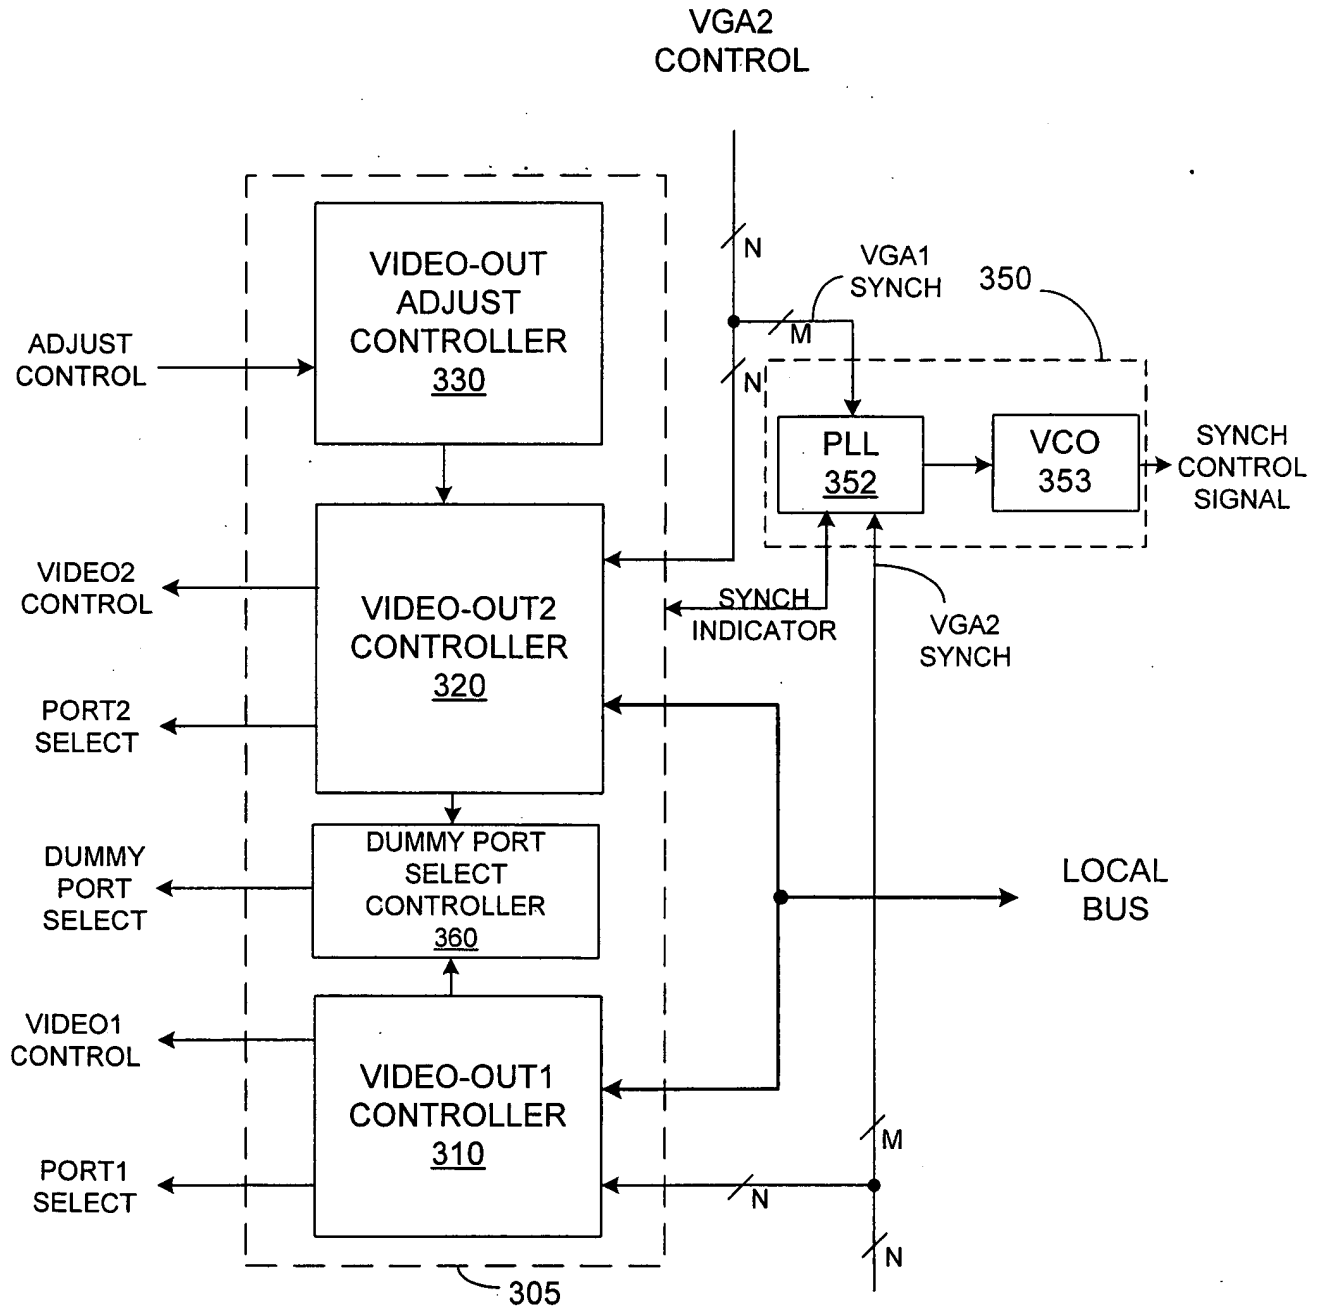 VGA2
CONTROL
N
VGA1
SYNCH
350
M
N
VIDEO-OUT
ADJUST
CONTROLLER
330
ADJUST
CONTROL
PLL
352
VCO
353
SYNCH
CONTROL
SIGNAL
VIDEO2
CONTROL
VIDEO-OUT2
CONTROLLER
320
SYNCH
INDICATOR
VGA2
SYNCH
PORT2
SELECT
DUMMY PORT
SELECT
CONTROLLER
360
DUMMY
PORT
SELECT
LOCAL
BUS
VIDEO1
CONTROL
VIDEO-OUT1
CONTROLLER
310
M
PORT1
SELECT
N
N
305